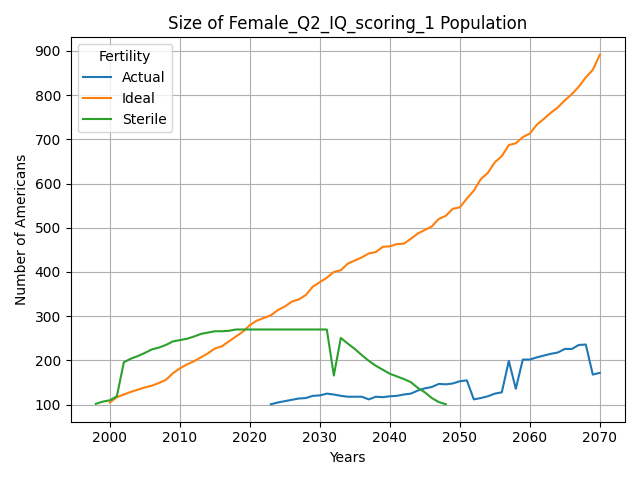 Size of Female_Q2_IQ_scoring_1 Population
Fertility
Actual
Ideal
Sterile
Number of Americans
900
800
700
600
500
400
300
200
100
2000 2010 2020 2030 2040 2050 2060 2070
Years